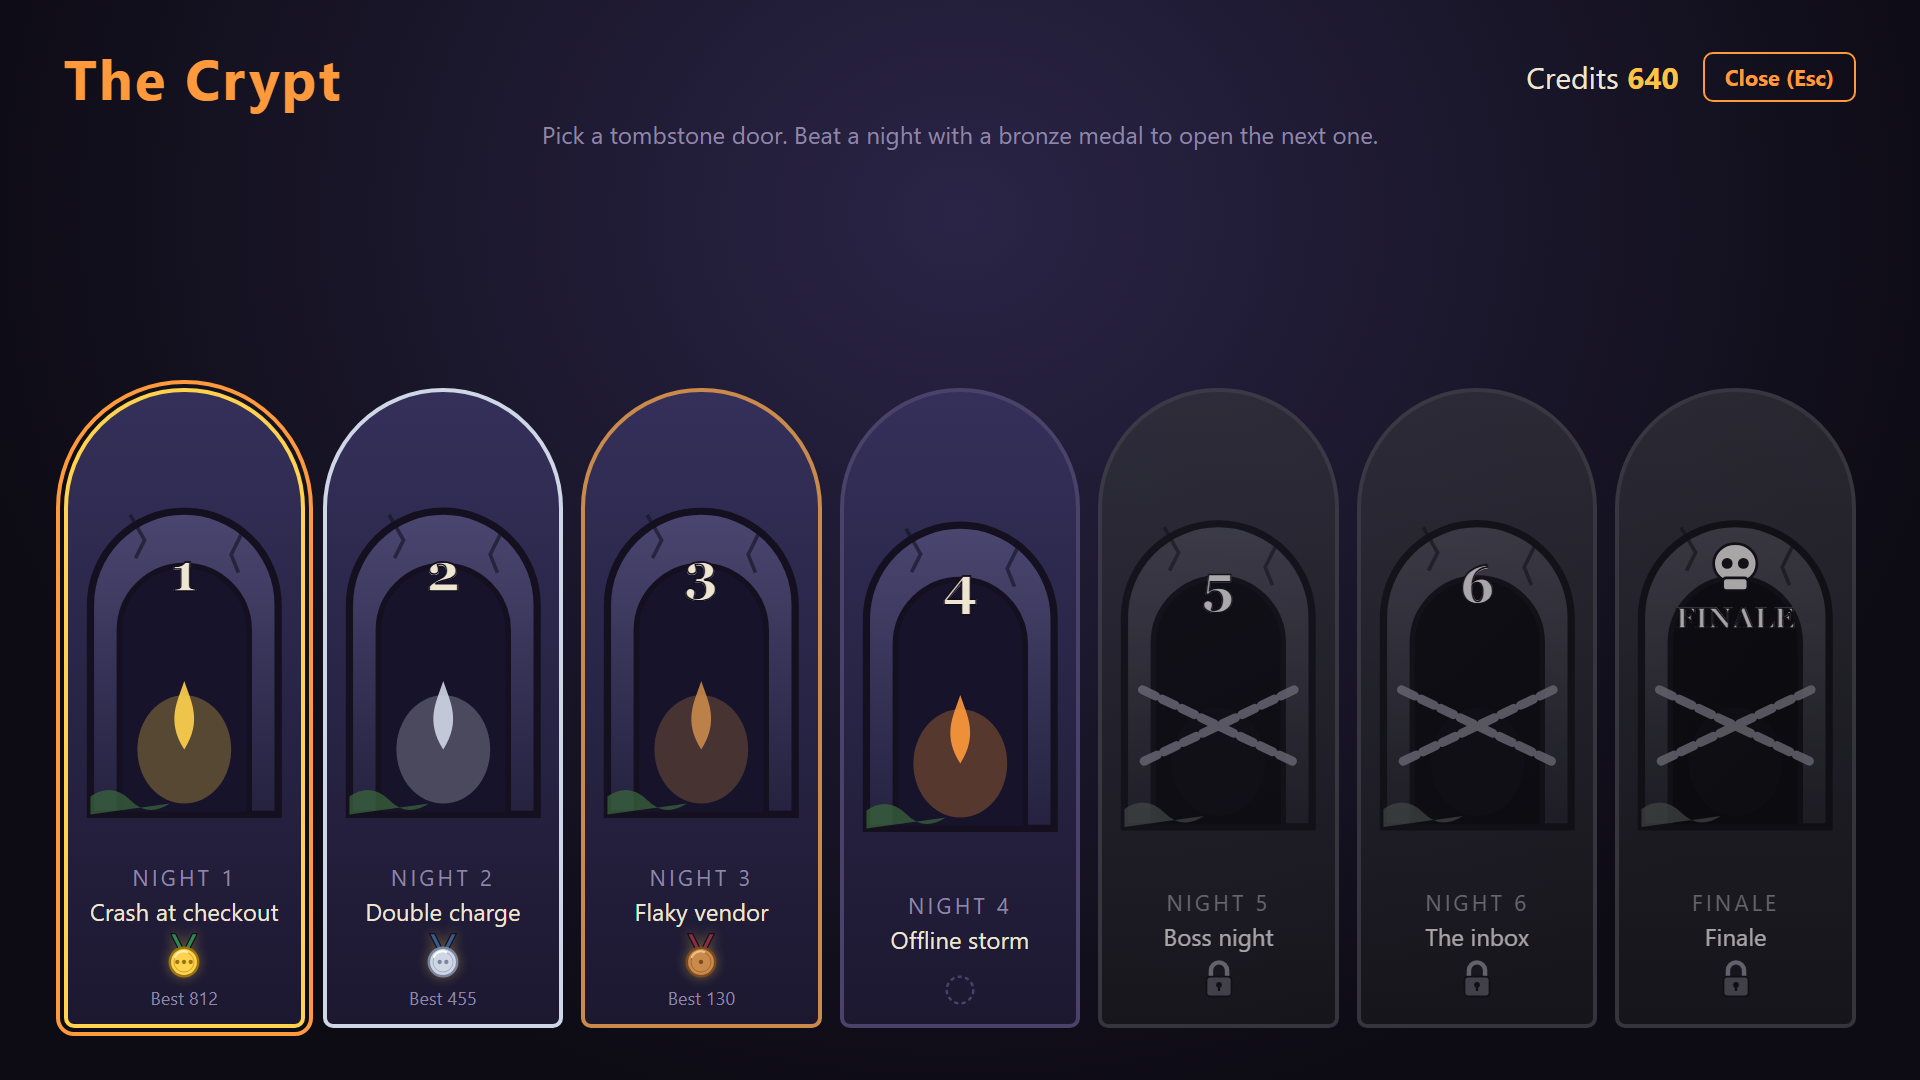 The Crypt
Credits 640
Close (Esc)
Pick a tombstone door. Beat a night with a bronze medal to open the next one.
1
NIGHT 1
Crash at checkout
Best 812
2
NIGHT 2
Double charge
Best 455
3
NIGHT 3
Flaky vendor
Best 130
4
NIGHT 4
Offline storm
5
NIGHT 5
Boss night
6
NIGHT 6
The inbox
FINALE
FINALE
Finale